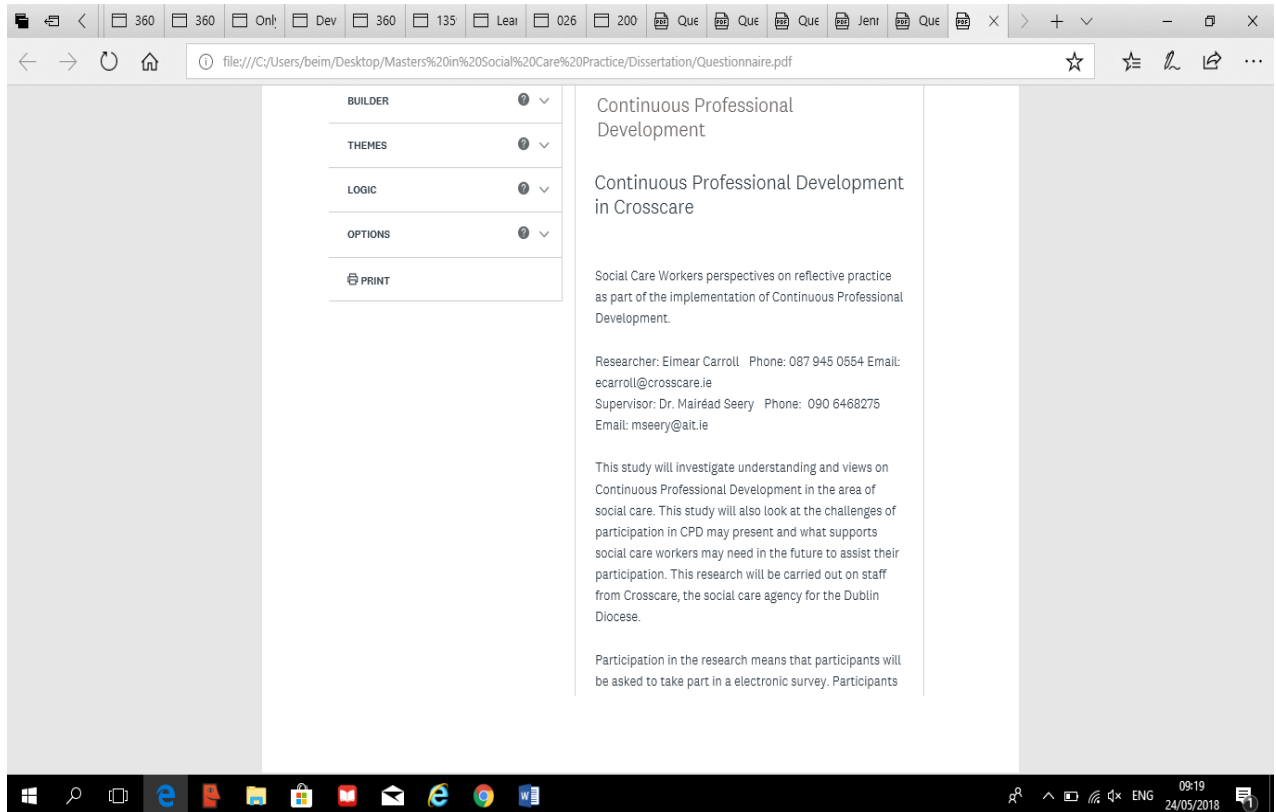 360
360
Only
Dev
360
135
Lear
026
200
Que
Que
Que
Jenr
Que
file:///C:/Users/beim/Desktop/Masters%20in%20Social%20Care%20Practice/Dissertation/Questionnaire.pdf
BUILDER
THEMES
LOGIC
OPTIONS
PRINT
Continuous Professional
Development
Continuous Professional Development
in Crosscare
Social Care Workers perspectives on reflective practice
as part of the implementation of Continuous Professional
Development.
Researcher: Eimear Carroll Phone: 087 945 0554 Email:
ecarroll@crosscare.ie
Supervisor: Dr. Mairéad Seery Phone: 090 6468275
Email: mseery@ait.ie
This study will investigate understanding and views on
Continuous Professional Development in the area of
social care. This study will also look at the challenges of
participation in CPD may present and what supports
social care workers may need in the future to assist their
participation. This research will be carried out on staff
from Crosscare, the social care agency for the Dublin
Diocese.
Participation in the research means that participants will
be asked to take part in a electronic survey. Participants
ENG
09:19
24/05/2018